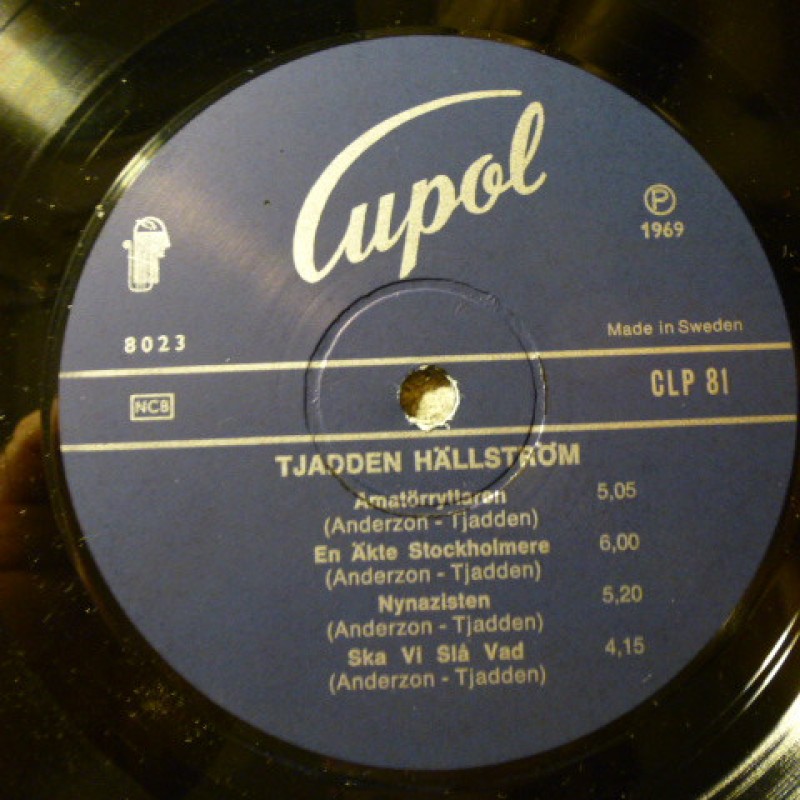 Cupol
℗
1969
8023
Made in Sweden
NCB
CLP 81
TJADDEN HÄLLSTRÖM
Amatörryttaren 5,05
(Anderzon - Tjadden)
En Äkte Stockholmere 6,00
(Anderzon - Tjadden)
Nynazisten 5,20
(Anderzon - Tjadden)
Ska Vi Slå Vad 4,15
(Anderzon - Tjadden)